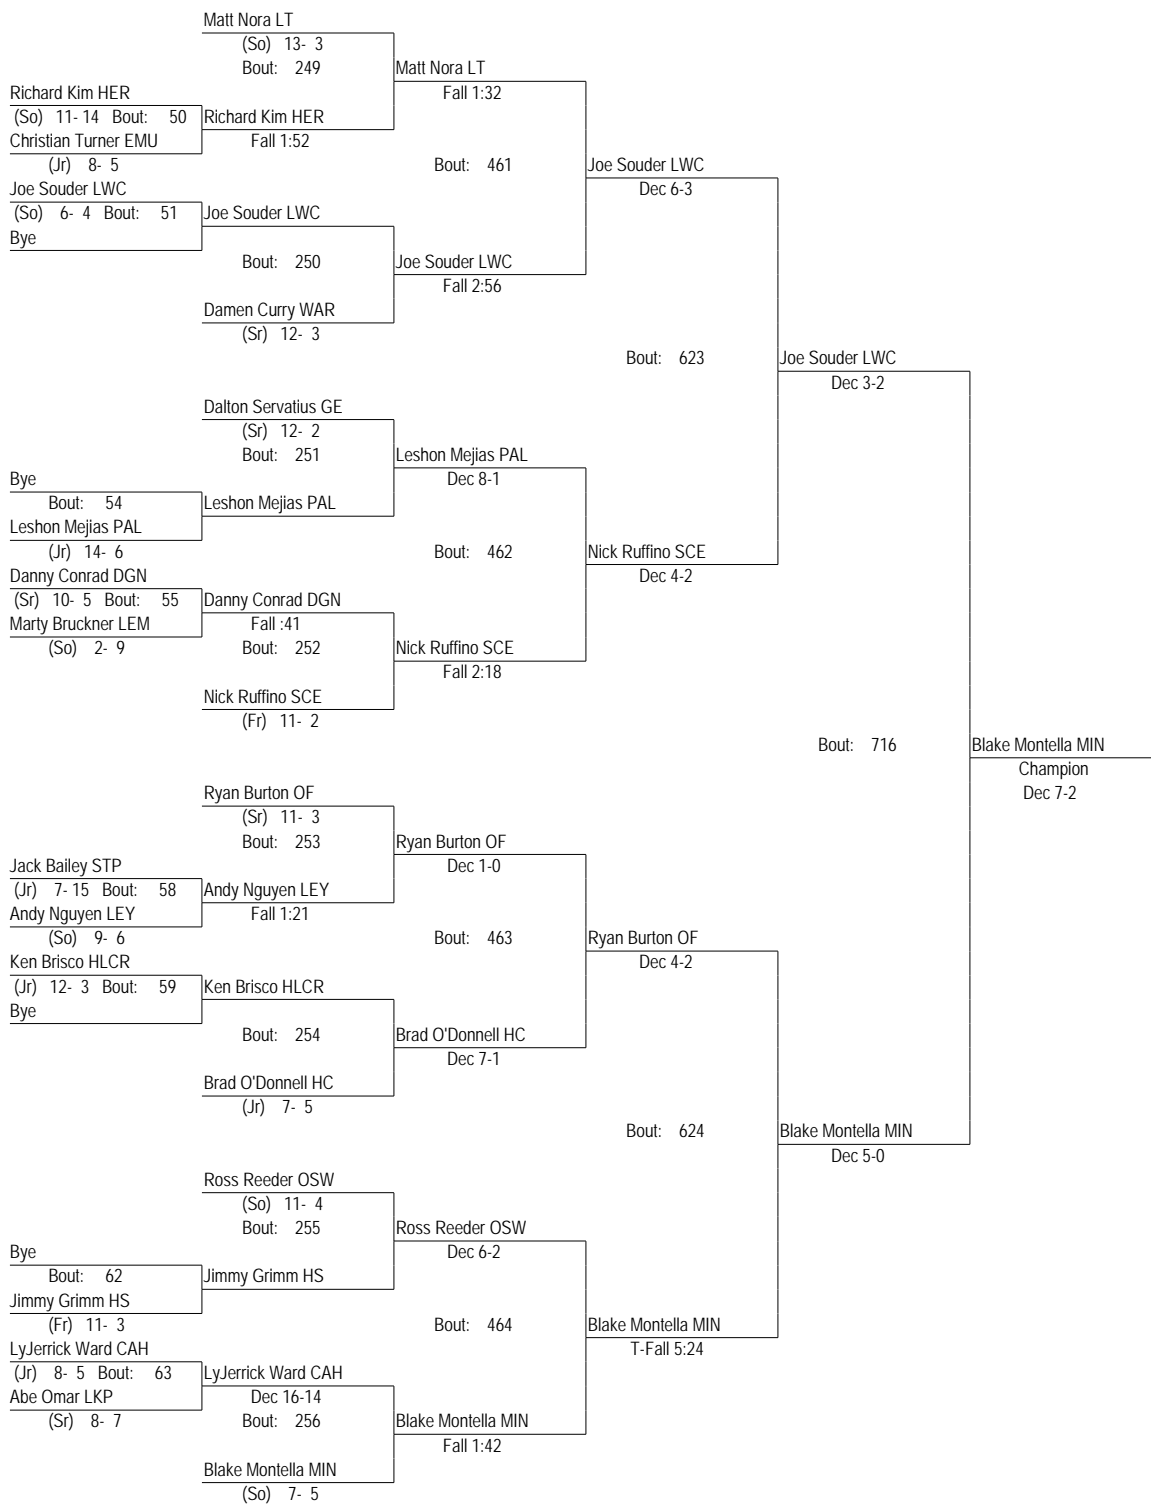 Matt Nora LT
(So) 13- 3
Bout: 249
Matt Nora LT
Fall 1:32
Richard Kim HER
(So) 11- 14 Bout: 50
Richard Kim HER
Christian Turner EMU
Fall 1:52
(Jr) 8- 5
Bout: 461
Joe Souder LWC
Dec 6-3
Joe Souder LWC
(So) 6- 4 Bout: 51
Joe Souder LWC
Bye
Bout: 250
Joe Souder LWC
Fall 2:56
Damen Curry WAR
(Sr) 12- 3
Bout: 623
Joe Souder LWC
Dec 3-2
Dalton Servatius GE
(Sr) 12- 2
Bout: 251
Leshon Mejias PAL
Dec 8-1
Bye
Bout: 54
Leshon Mejias PAL
Leshon Mejias PAL
(Jr) 14- 6
Bout: 462
Nick Ruffino SCE
Dec 4-2
Danny Conrad DGN
(Sr) 10- 5 Bout: 55
Danny Conrad DGN
Marty Bruckner LEM
Fall :41
(So) 2- 9
Bout: 252
Nick Ruffino SCE
Fall 2:18
Nick Ruffino SCE
(Fr) 11- 2
Bout: 716
Blake Montella MIN
Champion
Dec 7-2
Ryan Burton OF
(Sr) 11- 3
Bout: 253
Ryan Burton OF
Dec 1-0
Jack Bailey STP
(Jr) 7- 15 Bout: 58
Andy Nguyen LEY
Andy Nguyen LEY
Fall 1:21
(So) 9- 6
Bout: 463
Ryan Burton OF
Dec 4-2
Ken Brisco HLCR
(Jr) 12- 3 Bout: 59
Ken Brisco HLCR
Bye
Bout: 254
Brad O'Donnell HC
Dec 7-1
Brad O'Donnell HC
(Jr) 7- 5
Bout: 624
Blake Montella MIN
Dec 5-0
Ross Reeder OSW
(So) 11- 4
Bout: 255
Ross Reeder OSW
Dec 6-2
Bye
Bout: 62
Jimmy Grimm HS
Jimmy Grimm HS
(Fr) 11- 3
Bout: 464
Blake Montella MIN
T-Fall 5:24
LyJerrick Ward CAH
(Jr) 8- 5 Bout: 63
LyJerrick Ward CAH
Abe Omar LKP
Dec 16-14
(Sr) 8- 7
Bout: 256
Blake Montella MIN
Fall 1:42
Blake Montella MIN
(So) 7- 5